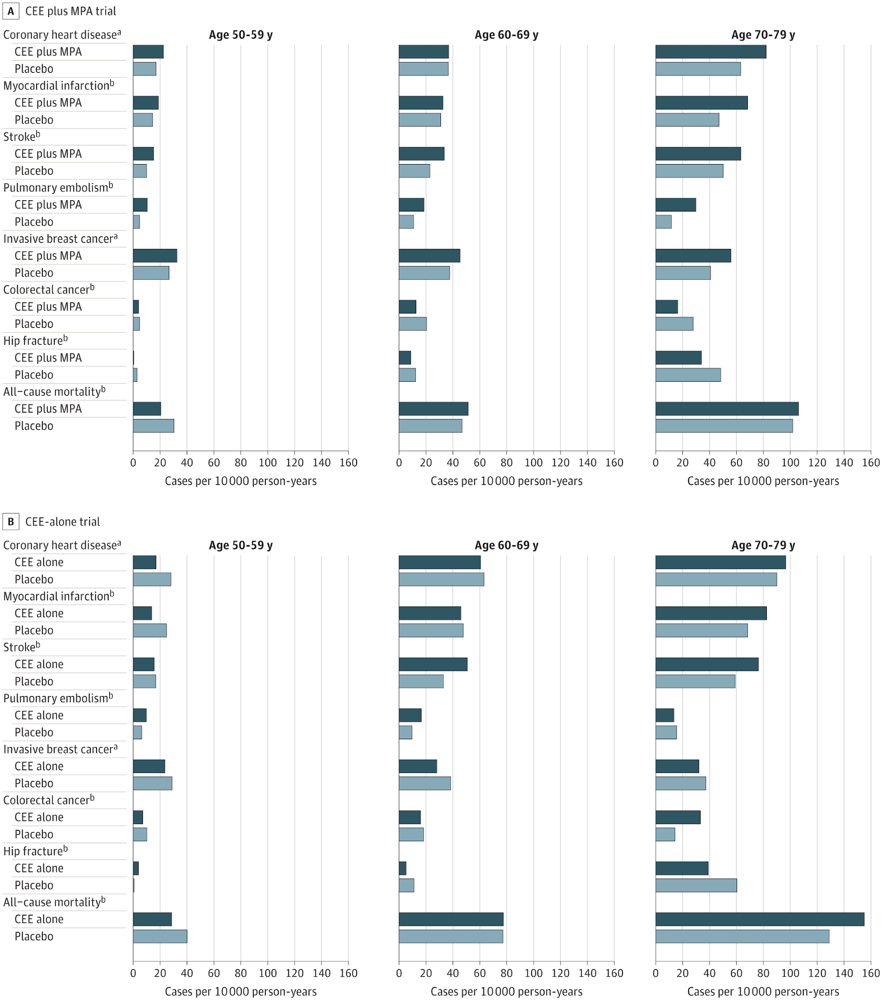 A CEE plus MPA trial
Coronary heart diseaseᵃ Age 50-59 y Age 60-69 y Age 70-79 y
CEE plus MPA
Placebo
Myocardial infarctionᵇ
CEE plus MPA
Placebo
Strokeᵇ
CEE plus MPA
Placebo
Pulmonary embolismᵇ
CEE plus MPA
Placebo
Invasive breast cancerᵃ
CEE plus MPA
Placebo
Colorectal cancerᵇ
CEE plus MPA
Placebo
Hip fractureᵇ
CEE plus MPA
Placebo
All−cause mortalityᵇ
CEE plus MPA
Placebo
0 20 40 60 80 100 120 140 160 0 20 40 60 80 100 120 140 160 0 20 40 60 80 100 120 140 160
Cases per 10 000 person-years Cases per 10 000 person-years Cases per 10 000 person-years
B CEE-alone trial
Coronary heart diseaseᵃ Age 50-59 y Age 60-69 y Age 70-79 y
CEE alone
Placebo
Myocardial infarctionᵇ
CEE alone
Placebo
Strokeᵇ
CEE alone
Placebo
Pulmonary embolismᵇ
CEE alone
Placebo
Invasive breast cancerᵃ
CEE alone
Placebo
Colorectal cancerᵇ
CEE alone
Placebo
Hip fractureᵇ
CEE alone
Placebo
All−cause mortalityᵇ
CEE alone
Placebo
0 20 40 60 80 100 120 140 160 0 20 40 60 80 100 120 140 160 0 20 40 60 80 100 120 140 160
Cases per 10 000 person-years Cases per 10 000 person-years Cases per 10 000 person-years